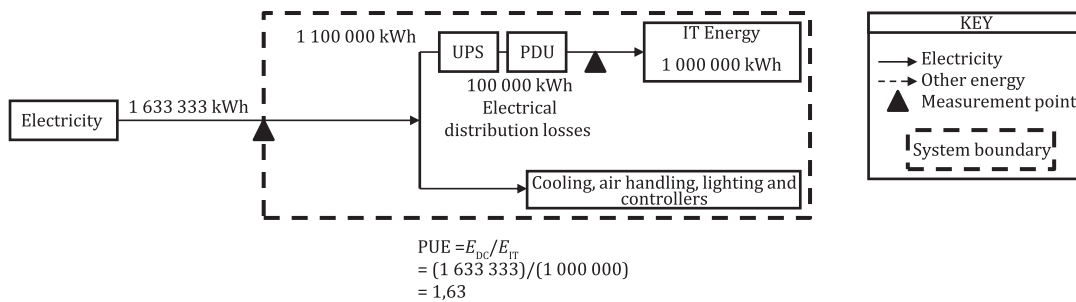 1 100 000 kWh
UPS
PDU
IT Energy
1 000 000 kWh
100 000 kWh
Electrical
distribution losses
1 633 333 kWh
Electricity
Cooling, air handling, lighting and
controllers
PUE =E_DC/E_IT
= (1 633 333)/(1 000 000)
= 1,63
KEY
Electricity
Other energy
Measurement point
System boundary